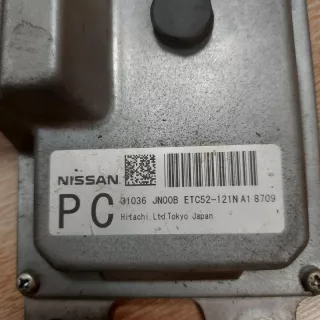 NISSAN
PC 31036 JN00B ETC52-121N A1 8709
Hitachi.Ltd Tokyo Japan